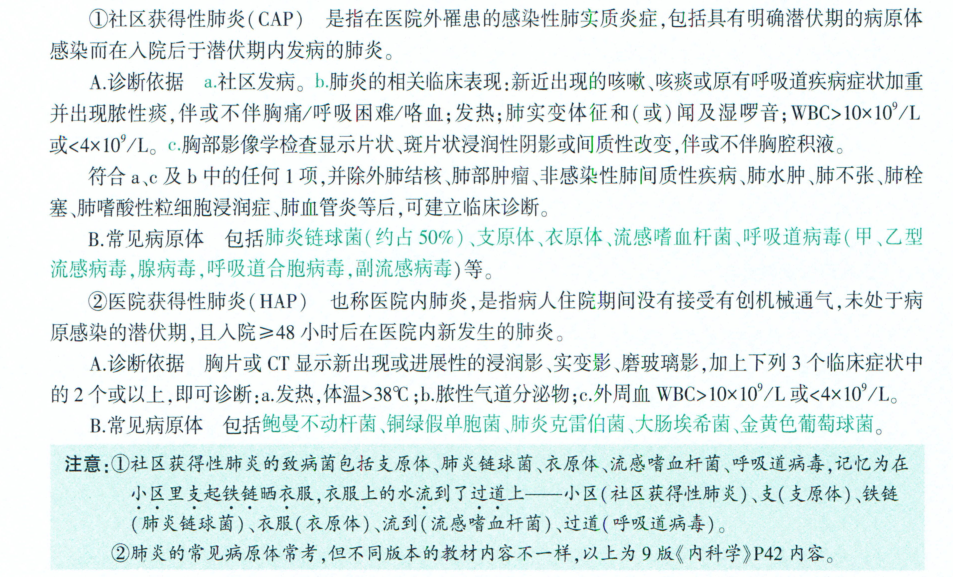 ①社区获得性肺炎(CAP)　是指在医院外罹患的感染性肺实质炎症,包括具有明确潜伏期的病原体
感染而在入院后于潜伏期内发病的肺炎。
A.诊断依据　a.社区发病。b.肺炎的相关临床表现:新近出现的咳嗽、咳痰或原有呼吸道疾病症状加重
并出现脓性痰,伴或不伴胸痛/呼吸困难/咯血;发热;肺实变体征和(或)闻及湿啰音;WBC>10×10⁹/L
或<4×10⁹/L。c.胸部影像学检查显示片状、斑片状浸润性阴影或间质性改变,伴或不伴胸腔积液。
符合 a、c 及 b 中的任何 1 项,并除外肺结核、肺部肿瘤、非感染性肺间质性疾病、肺水肿、肺不张、肺栓
塞、肺嗜酸性粒细胞浸润症、肺血管炎等后,可建立临床诊断。
B.常见病原体　包括肺炎链球菌(约占 50%)、支原体、衣原体、流感嗜血杆菌、呼吸道病毒(甲、乙型
流感病毒,腺病毒,呼吸道合胞病毒,副流感病毒)等。
②医院获得性肺炎(HAP)　也称医院内肺炎,是指病人住院期间没有接受有创机械通气,未处于病
原感染的潜伏期,且入院≥48 小时后在医院内新发生的肺炎。
A.诊断依据　胸片或 CT 显示新出现或进展性的浸润影、实变影、磨玻璃影,加上下列 3 个临床症状中
的 2 个或以上,即可诊断:a.发热,体温>38℃;b.脓性气道分泌物;c.外周血 WBC>10×10⁹/L 或<4×10⁹/L。
B.常见病原体　包括鲍曼不动杆菌、铜绿假单胞菌、肺炎克雷伯菌、大肠埃希菌、金黄色葡萄球菌。
注意:①社区获得性肺炎的致病菌包括支原体、肺炎链球菌、衣原体、流感嗜血杆菌、呼吸道病毒,记忆为在
小区里支起铁链晒衣服,衣服上的水流到了过道上——小区(社区获得性肺炎)、支(支原体)、铁链
(肺炎链球菌)、衣服(衣原体)、流到(流感嗜血杆菌)、过道(呼吸道病毒)。
②肺炎的常见病原体常考,但不同版本的教材内容不一样,以上为 9 版《内科学》P42 内容。